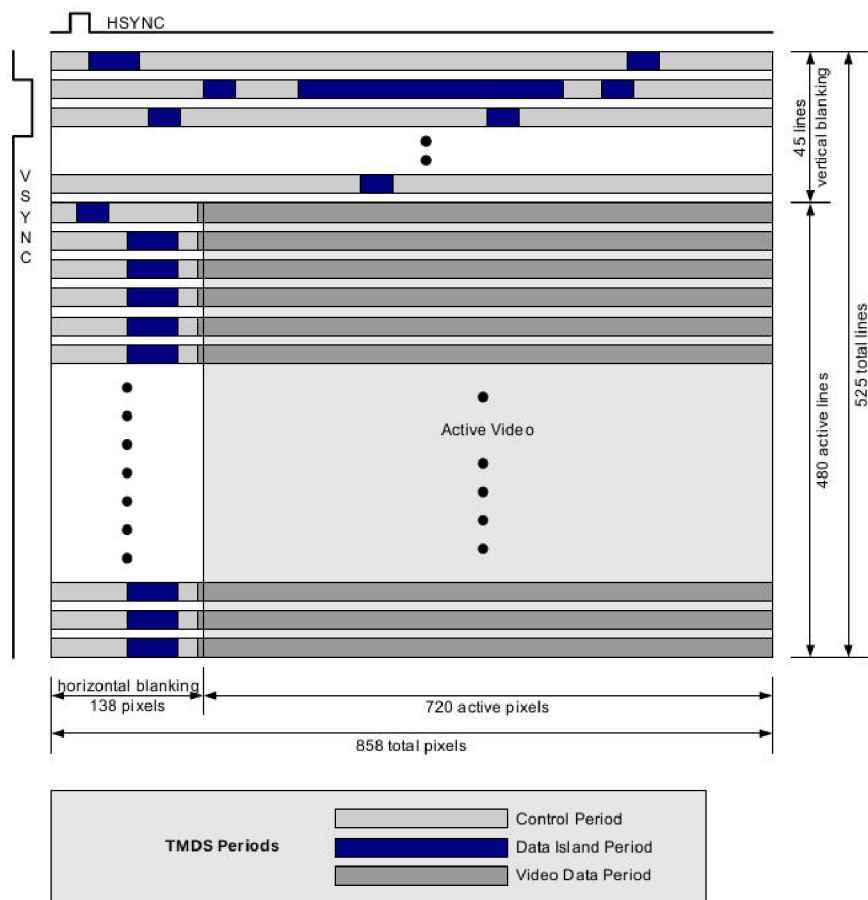 HSYNC
VSYNC
45 lines
vertical blanking
480 active lines
525 total lines
Active Video
horizontal blanking
138 pixels
720 active pixels
858 total pixels
TMDS Periods
Control Period
Data Island Period
Video Data Period